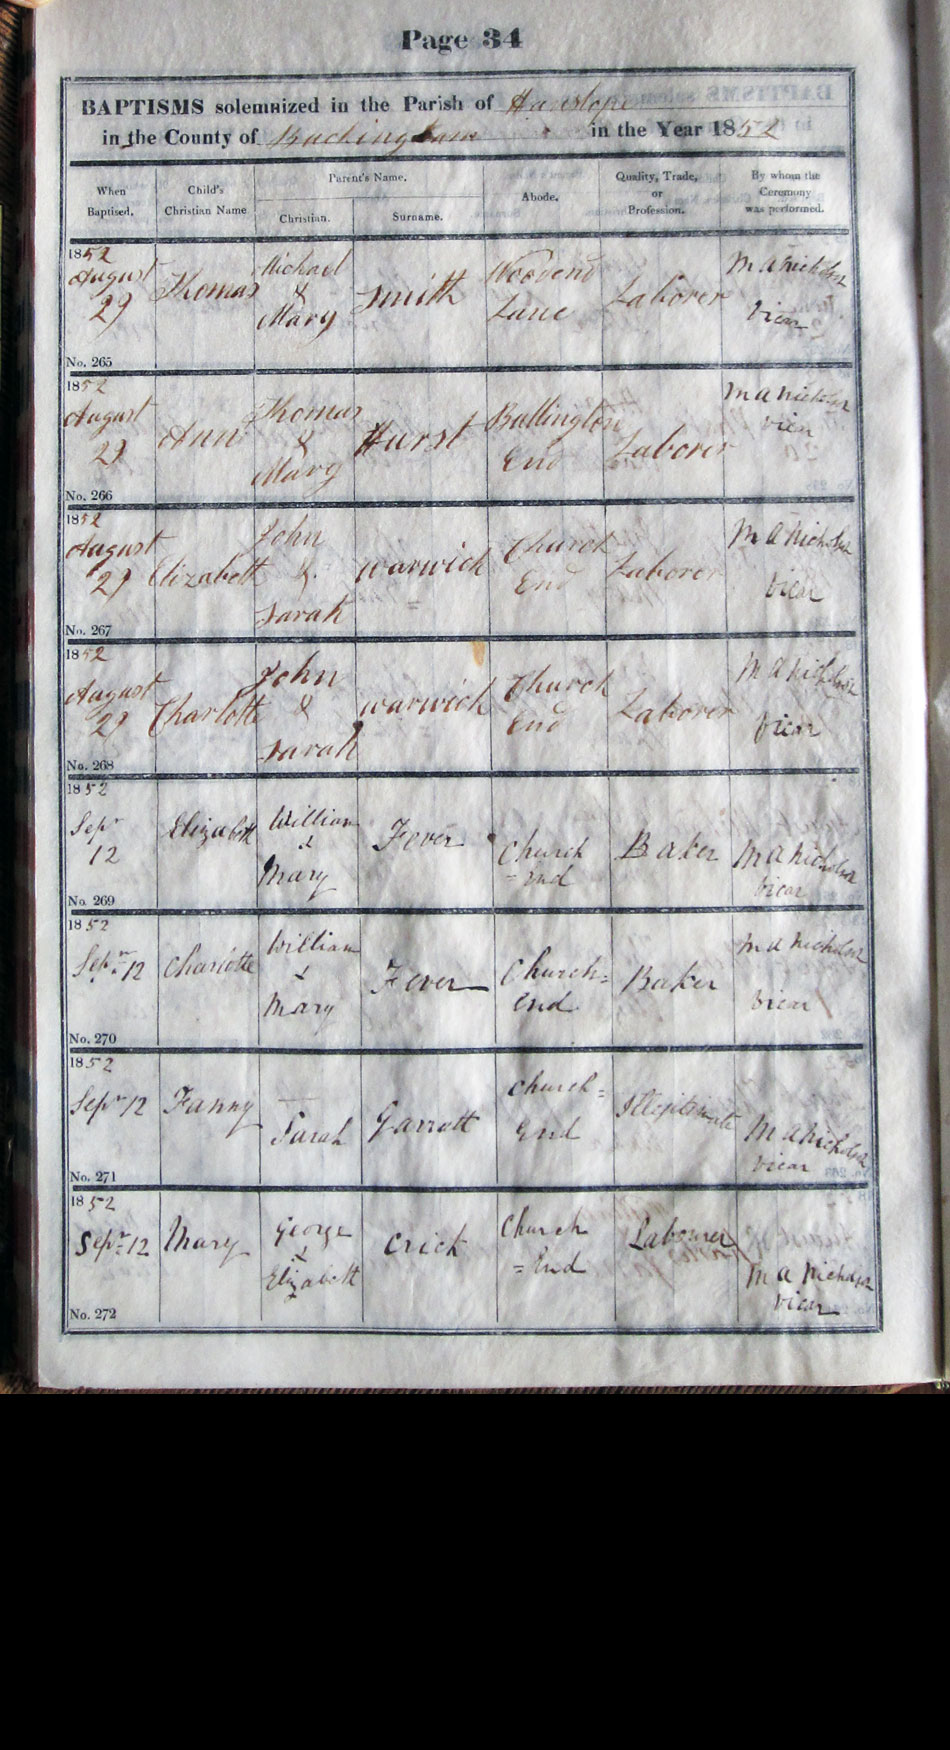 Page 34
BAPTISMS solemnized in the Parish of Hanslope
in the County of Buckingham in the Year 1852
When Baptised. Child's Christian Name Parent's Name. Christian. Surname. Abode. Quality, Trade, or Profession. By whom the Ceremony was performed.
1852
August 29 Thomas Michael & Mary Smith Woodend Lane Laborer M A Nicholson Vicar
No. 265
1852
August 29 Ann Thomas & Mary Hurst Bullington End Laborer M A Nicholson Vicar
No. 266
1852
August 29 Elizabeth John & Sarah Warwick Church End Laborer M A Nicholson Vicar
No. 267
1852
August 29 Charlotte John & Sarah Warwick Church End Laborer M A Nicholson Vicar
No. 268
1852
Sepr 12 Elizabeth William & Mary Fever Church = End Baker M A Nicholson Vicar
No. 269
1852
Sepr 12 Charlotte William & Mary Fever Church = End Baker M A Nicholson Vicar
No. 270
1852
Sepr 12 Fanny — Sarah Garratt Church = End Illegitimate M A Nicholson Vicar
No. 271
1852
Sepr 12 Mary George & Elizabeth Crick Church = End Labourer M A Nicholson Vicar
No. 272